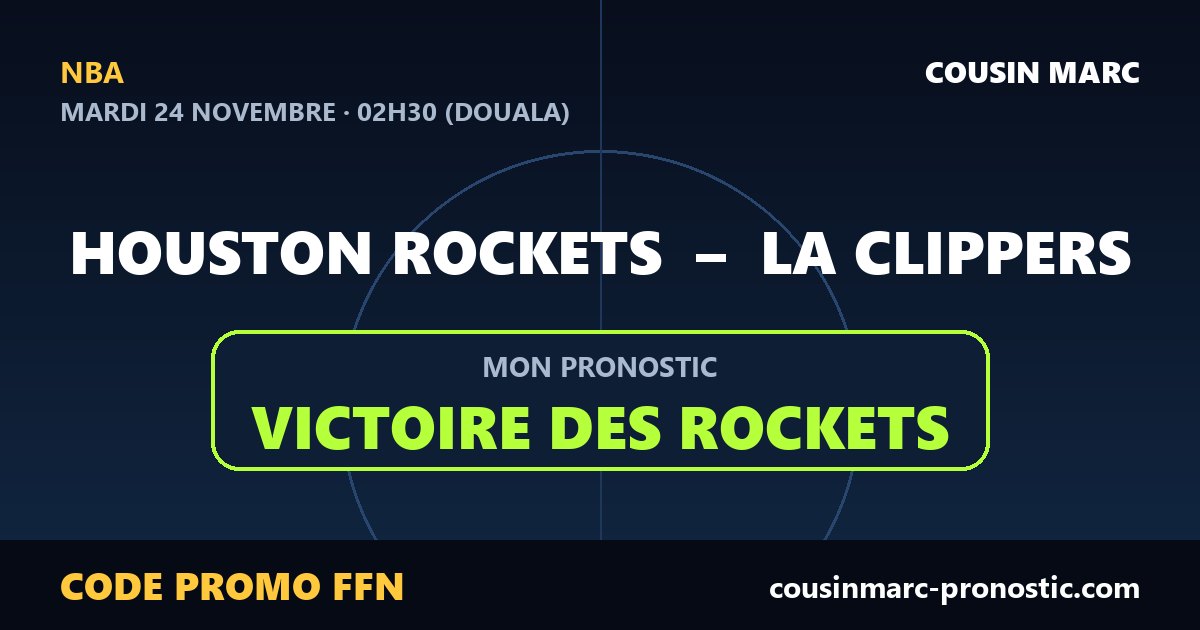 NBA
COUSIN MARC
MARDI 24 NOVEMBRE · 02H30 (DOUALA)
HOUSTON ROCKETS – LA CLIPPERS
MON PRONOSTIC
VICTOIRE DES ROCKETS
CODE PROMO FFN
cousinmarc-pronostic.com